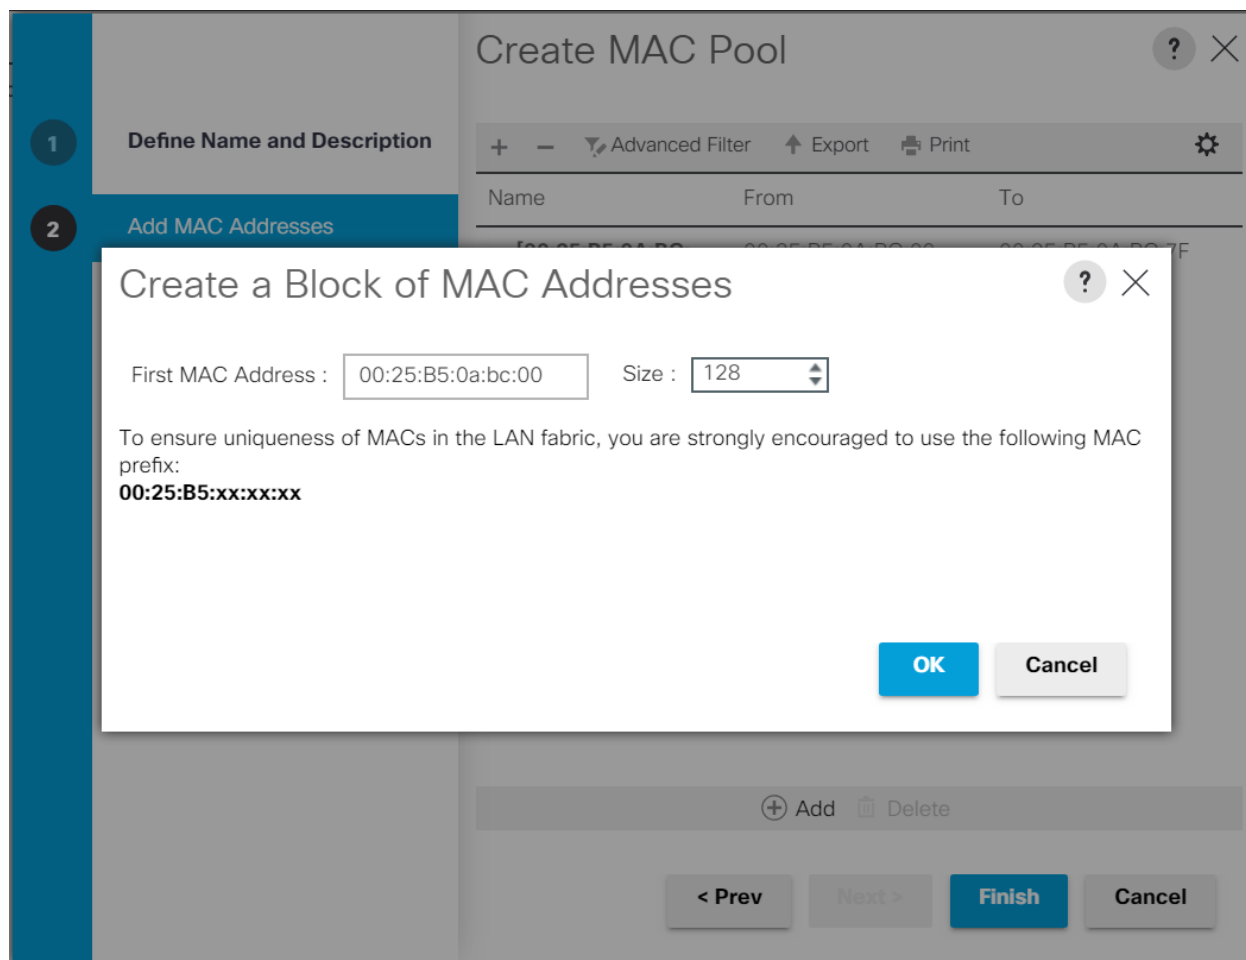 Create MAC Pool
?
1
Define Name and Description
Advanced Filter Export Print
Name From To
2
Add MAC Addresses
Create a Block of MAC Addresses
?
First MAC Address : 00:25:B5:0a:bc:00 Size : 128
To ensure uniqueness of MACs in the LAN fabric, you are strongly encouraged to use the following MAC
prefix:
00:25:B5:xx:xx:xx
OK Cancel
Add Delete
< Prev Next > Finish Cancel